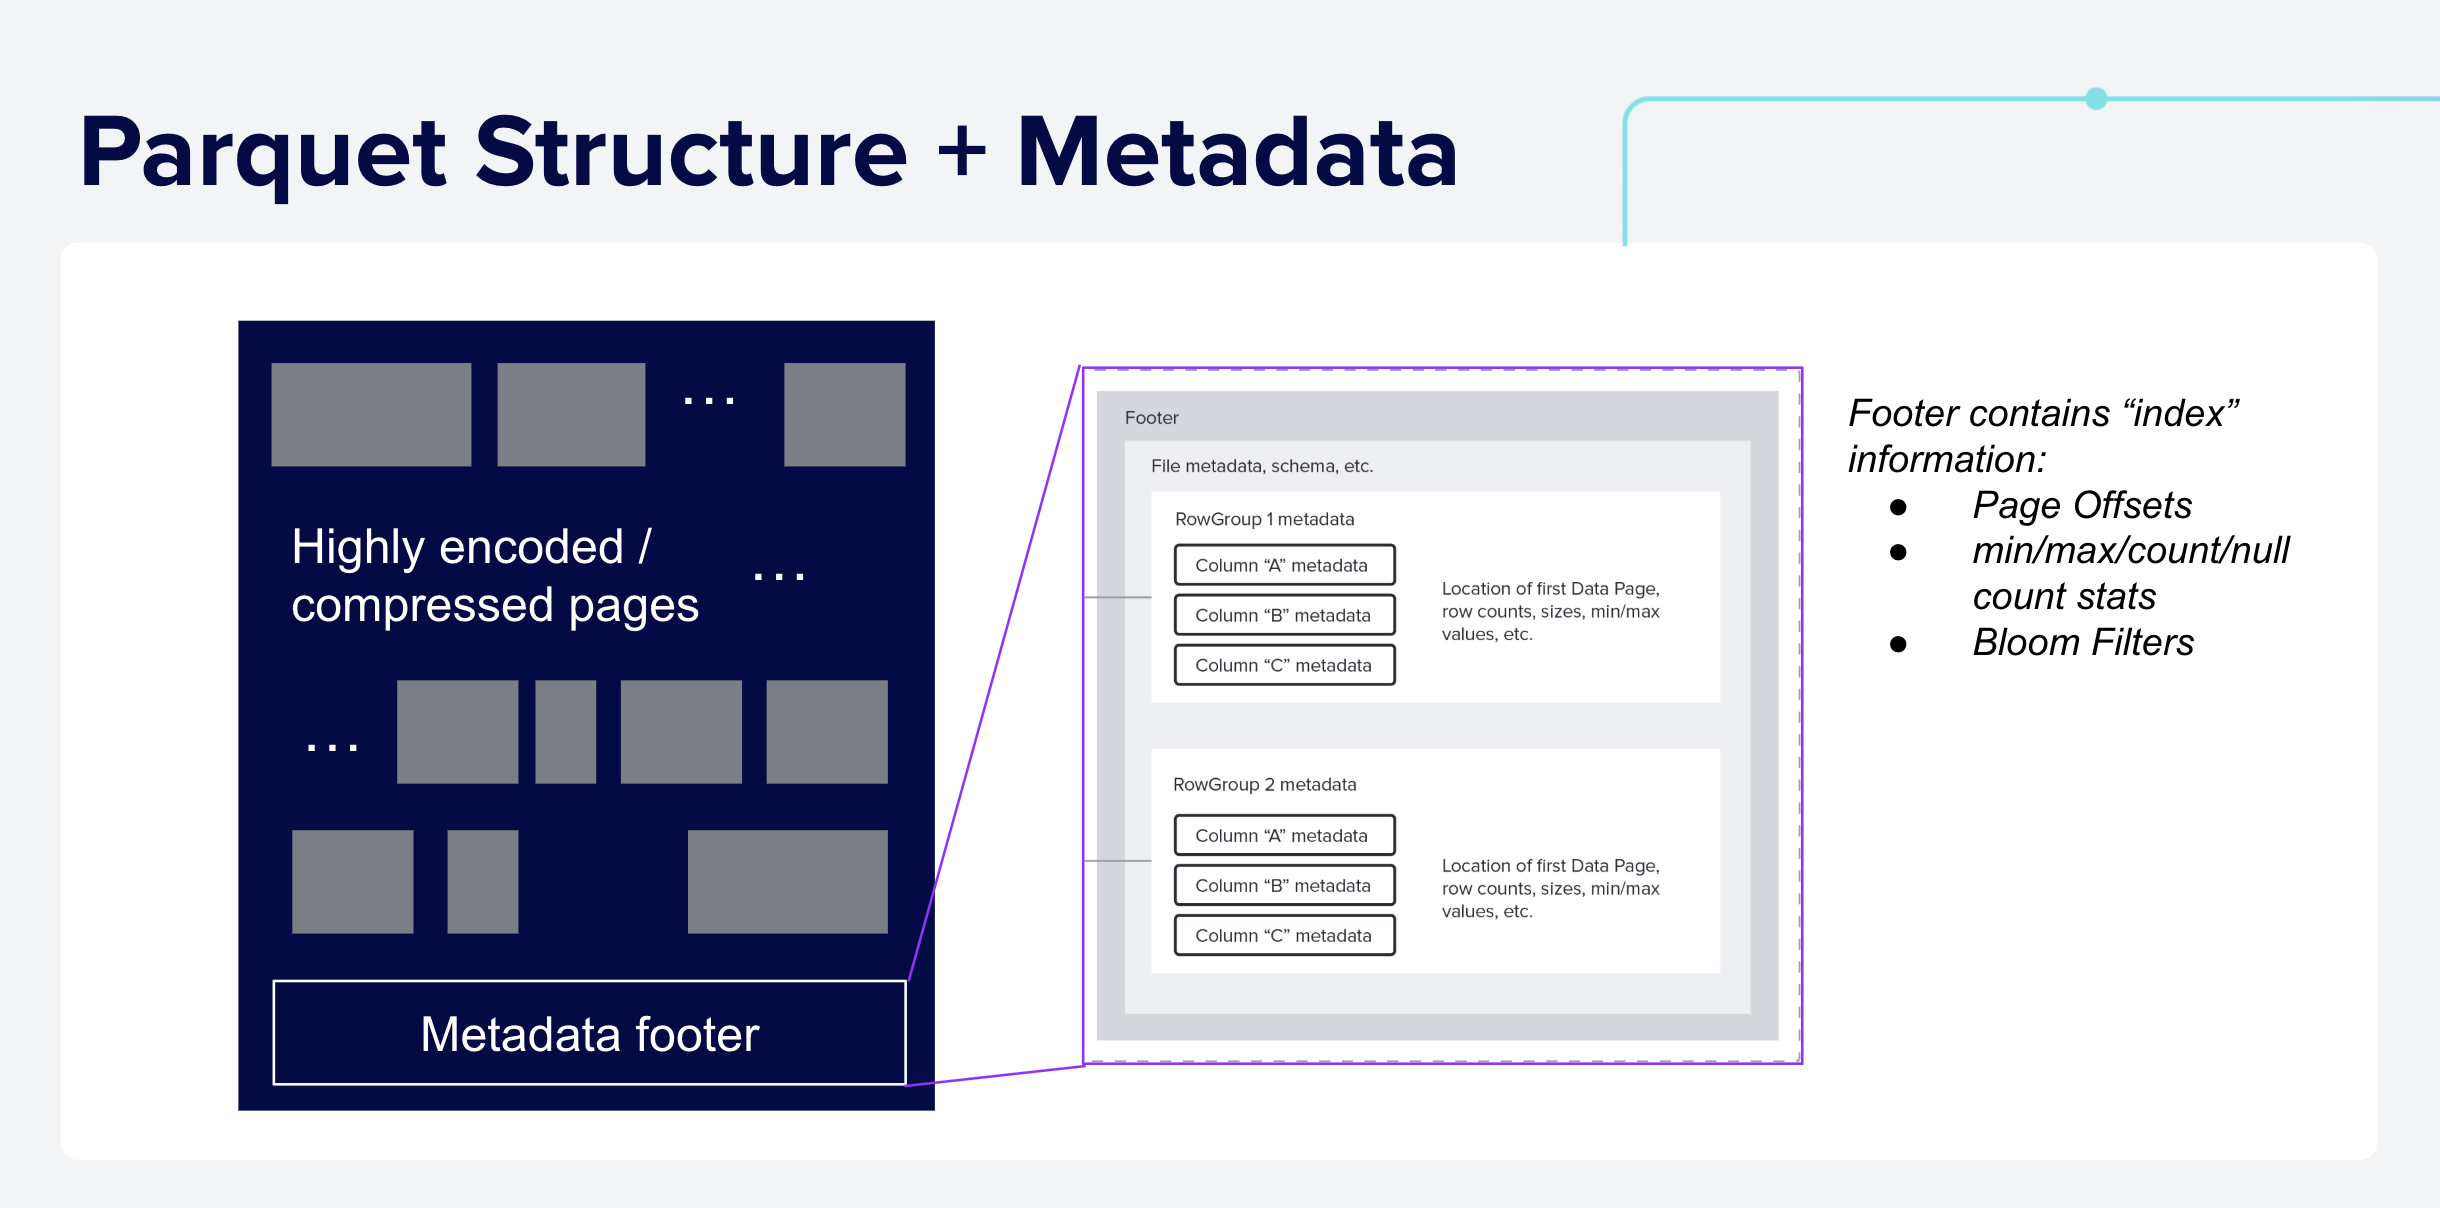 Parquet Structure + Metadata
...
Highly encoded /
compressed pages
...
...
Metadata footer
Footer
File metadata, schema, etc.
RowGroup 1 metadata
Column “A” metadata
Column “B” metadata
Column “C” metadata
Location of first Data Page,
row counts, sizes, min/max
values, etc.
RowGroup 2 metadata
Column “A” metadata
Column “B” metadata
Column “C” metadata
Location of first Data Page,
row counts, sizes, min/max
values, etc.
Footer contains “index”
information:
● Page Offsets
● min/max/count/null
count stats
● Bloom Filters